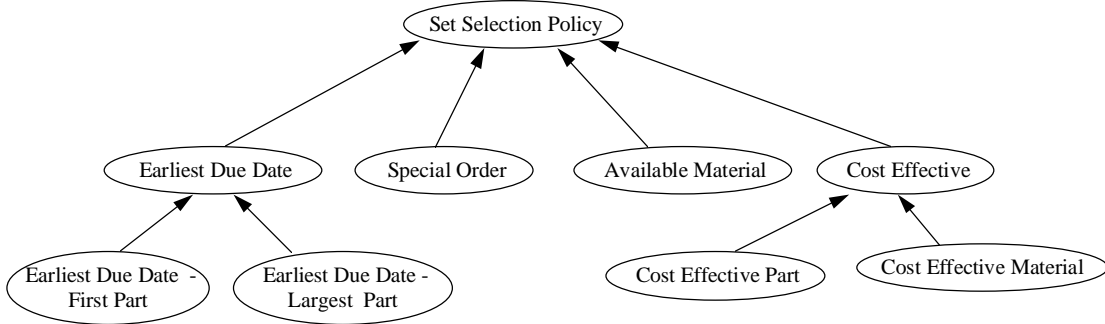 Set Selection Policy
Earliest Due Date
Special Order
Available Material
Cost Effective
Earliest Due Date -
First Part
Earliest Due Date -
Largest Part
Cost Effective Part
Cost Effective Material